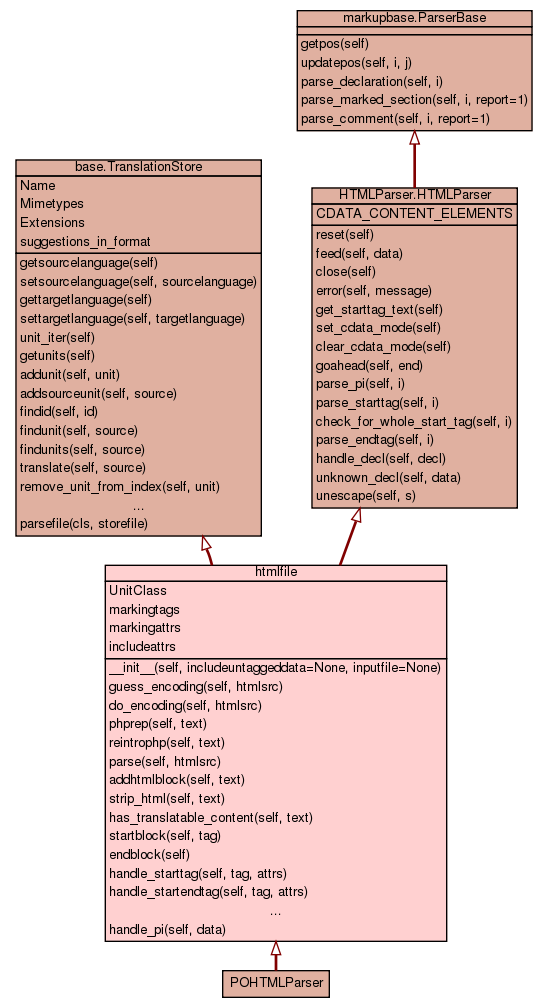 markupbase.ParserBase
getpos(self)
updatepos(self, i, j)
parse_declaration(self, i)
parse_marked_section(self, i, report=1)
parse_comment(self, i, report=1)
base.TranslationStore
Name
Mimetypes
Extensions
suggestions_in_format
getsourcelanguage(self)
setsourcelanguage(self, sourcelanguage)
gettargetlanguage(self)
settargetlanguage(self, targetlanguage)
unit_iter(self)
getunits(self)
addunit(self, unit)
addsourceunit(self, source)
findid(self, id)
findunit(self, source)
findunits(self, source)
translate(self, source)
remove_unit_from_index(self, unit)
...
parsefile(cls, storefile)
HTMLParser.HTMLParser
CDATA_CONTENT_ELEMENTS
reset(self)
feed(self, data)
close(self)
error(self, message)
get_starttag_text(self)
set_cdata_mode(self)
clear_cdata_mode(self)
goahead(self, end)
parse_pi(self, i)
parse_starttag(self, i)
check_for_whole_start_tag(self, i)
parse_endtag(self, i)
handle_decl(self, decl)
unknown_decl(self, data)
unescape(self, s)
htmlfile
UnitClass
markingtags
markingattrs
includeattrs
__init__(self, includeuntaggeddata=None, inputfile=None)
guess_encoding(self, htmlsrc)
do_encoding(self, htmlsrc)
phprep(self, text)
reintrophp(self, text)
parse(self, htmlsrc)
addhtmlblock(self, text)
strip_html(self, text)
has_translatable_content(self, text)
startblock(self, tag)
endblock(self)
handle_starttag(self, tag, attrs)
handle_startendtag(self, tag, attrs)
...
handle_pi(self, data)
POHTMLParser